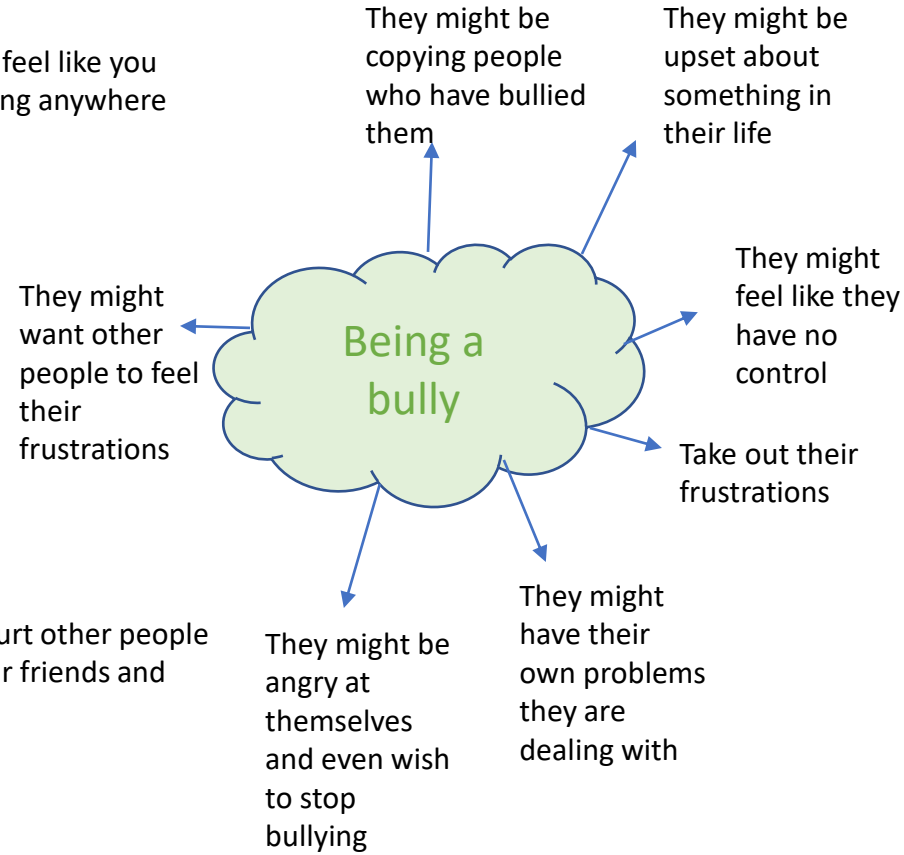 feel like you
ng anywhere
They might be
copying people
who have bullied
them
They might be
upset about
something in
their life
They might
want other
people to feel
their
frustrations
Being a
bully
They might
feel like they
have no
control
Take out their
frustrations
urt other people
r friends and
They might be
angry at
themselves
and even wish
to stop
bullying
They might
have their
own problems
they are
dealing with